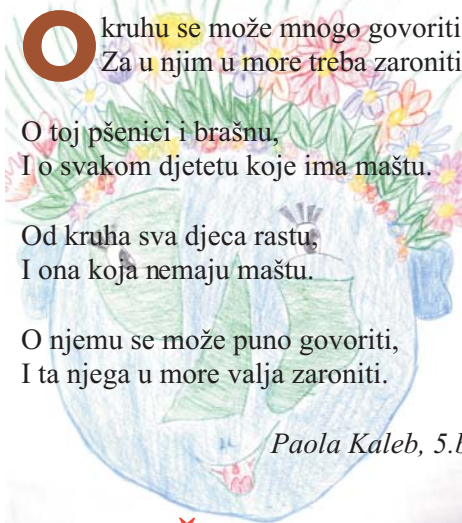 O kruhu se može mnogo govoriti
Za u njim u more treba zaroniti

O toj pšenici i brašnu,
I o svakom djetetu koje ima maštu.

Od kruha sva djeca rastu,
I ona koja nemaju maštu.

O njemu se može puno govoriti,
I ta njega u more valja zaroniti.

Paola Kaleb, 5.b